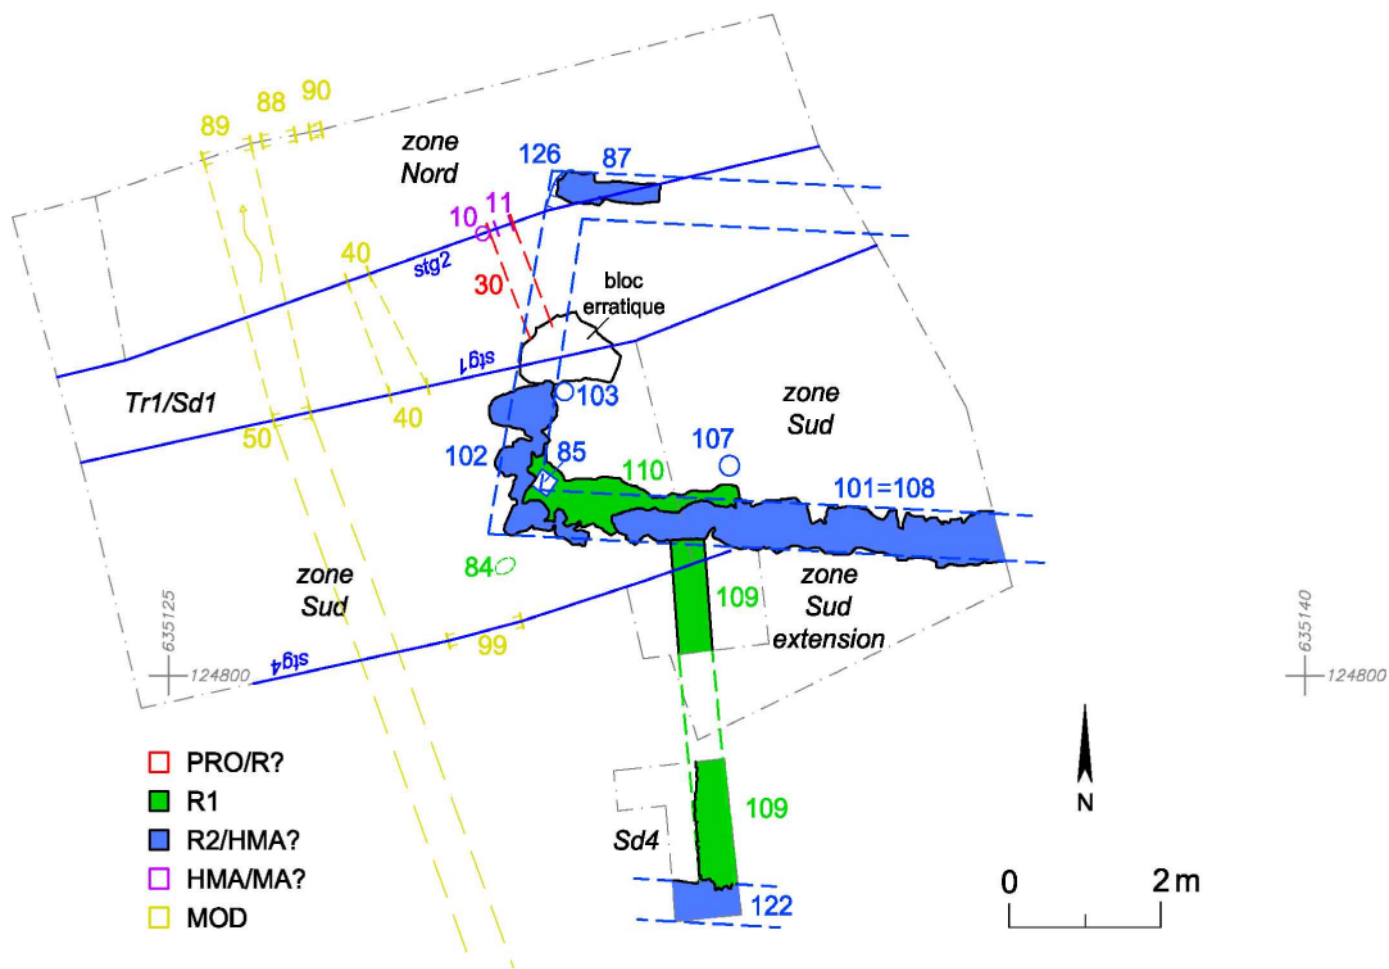 89
88
90
zone
Nord
126
87
10
11
40
stg2
30
bloc
erratique
stg1
Tr1/Sd1
40
50
103
zone
Sud
102
85
110
107
101=108
84
zone
Sud
zone
Sud
extension
109
99
stg4
635125
124800
635140
124800
PRO/R?
R1
R2/HMA?
HMA/MA?
MOD
109
Sd4
122
N
0
2 m